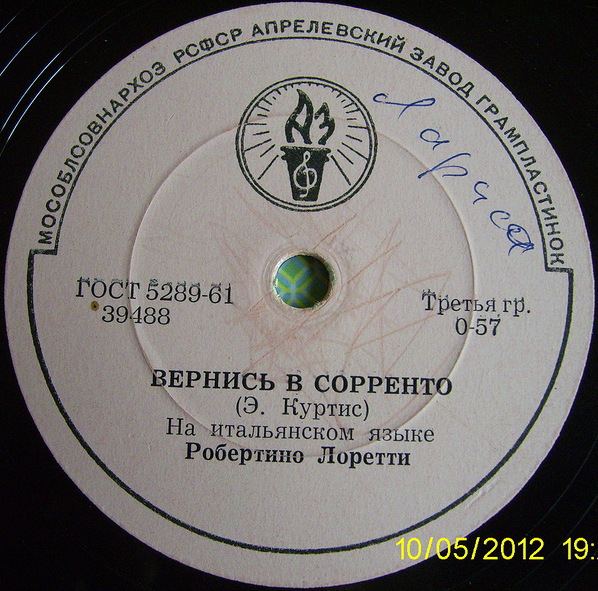 МОСОБЛСОВНАРХОЗ РСФСР АПРЕЛЕВСКИЙ ЗАВОД ГРАМПЛАСТИНОК
АЗ
Лариса
ГОСТ 5289-61
39488
Третья гр.
0-57
ВЕРНИСЬ В СОРРЕНТО
(Э. Куртис)
На итальянском языке
Робертино Лоретти
10/05/2012 19: